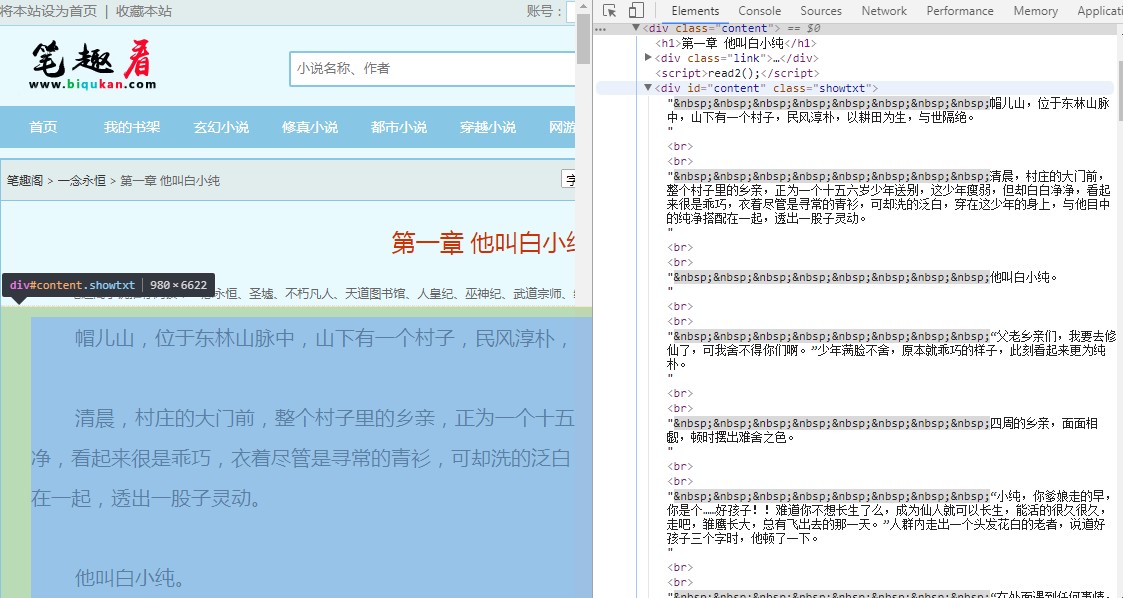 将本站设为首页 | 收藏本站
账号:
笔趣看
www.biqukan.com
小说名称、作者
首页 我的书架 玄幻小说 修真小说 都市小说 穿越小说 网游
笔趣阁 > 一念永恒 > 第一章 他叫白小纯
第一章 他叫白小纯
div#content.showtxt | 980×6622
永恒、圣墟、不朽凡人、天道图书馆、人皇纪、巫神纪、武道宗师、
帽儿山，位于东林山脉中，山下有一个村子，民风淳朴，
清晨，村庄的大门前，整个村子里的乡亲，正为一个十五
净，看起来很是乖巧，衣着尽管是寻常的青衫，可却洗的泛白
在一起，透出一股子灵动。
他叫白小纯。
Elements Console Sources Network Performance Memory Applicati
<div class="content"> == $0
<h1>第一章 他叫白小纯</h1>
<div class="link">…</div>
<script>read2();</script>
<div id="content" class="showtxt">
"&nbsp;&nbsp;&nbsp;&nbsp;&nbsp;&nbsp;&nbsp;&nbsp;帽儿山，位于东林山脉
中，山下有一个村子，民风淳朴，以耕田为生，与世隔绝。
"
<br>
<br>
"&nbsp;&nbsp;&nbsp;&nbsp;&nbsp;&nbsp;&nbsp;&nbsp;清晨，村庄的大门前，
整个村子里的乡亲，正为一个十五六岁少年送别，这少年瘦弱，但却白白净净，看起
来很是乖巧，衣着尽管是寻常的青衫，可却洗的泛白，穿在这少年的身上，与他目中
的纯净搭配在一起，透出一股子灵动。
"
<br>
<br>
"&nbsp;&nbsp;&nbsp;&nbsp;&nbsp;&nbsp;&nbsp;&nbsp;他叫白小纯。
"
<br>
<br>
"&nbsp;&nbsp;&nbsp;&nbsp;&nbsp;&nbsp;&nbsp;&nbsp;“父老乡亲们，我要去修
仙了，可我舍不得你们啊。”少年满脸不舍，原本就乖巧的样子，此刻看起来更为纯
朴。
"
<br>
<br>
"&nbsp;&nbsp;&nbsp;&nbsp;&nbsp;&nbsp;&nbsp;&nbsp;四周的乡亲，面面相
觑，顿时摆出难舍之色。
"
<br>
<br>
"&nbsp;&nbsp;&nbsp;&nbsp;&nbsp;&nbsp;&nbsp;&nbsp;“小纯，你爹娘走的早，
你是个……好孩子！！难道你不想长生了么，成为仙人就可以长生，能活的很久很久，
走吧，雏鹰长大，总有飞出去的那一天。”人群内走出一个头发花白的老者，说道好
孩子三个字时，他顿了一下。
"
<br>
<br>
"&nbsp;&nbsp;&nbsp;&nbsp;&nbsp;&nbsp;&nbsp;&nbsp;“在外面遇到任何事情，